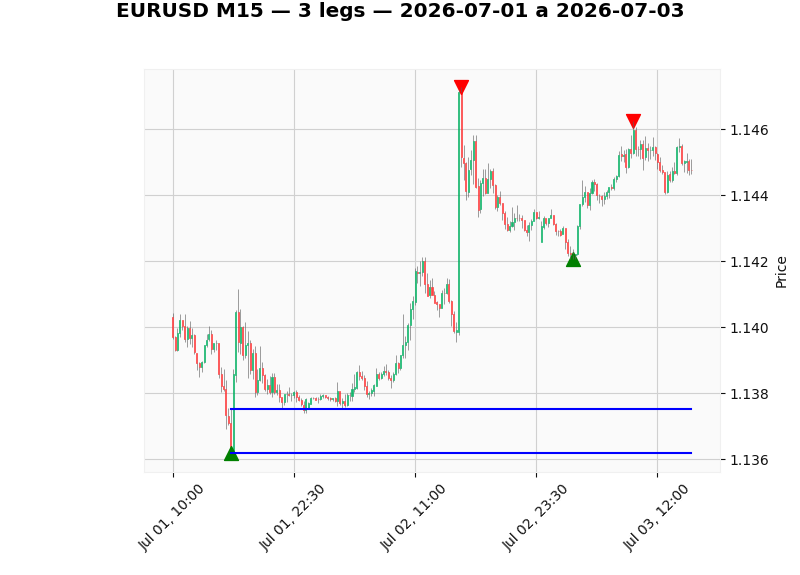 EURUSD M15 — 3 legs — 2026-07-01 a 2026-07-03
1.146
1.144
1.142
1.140
1.138
1.136
Price
Jul 01, 10:00
Jul 01, 22:30
Jul 02, 11:00
Jul 02, 23:30
Jul 03, 12:00